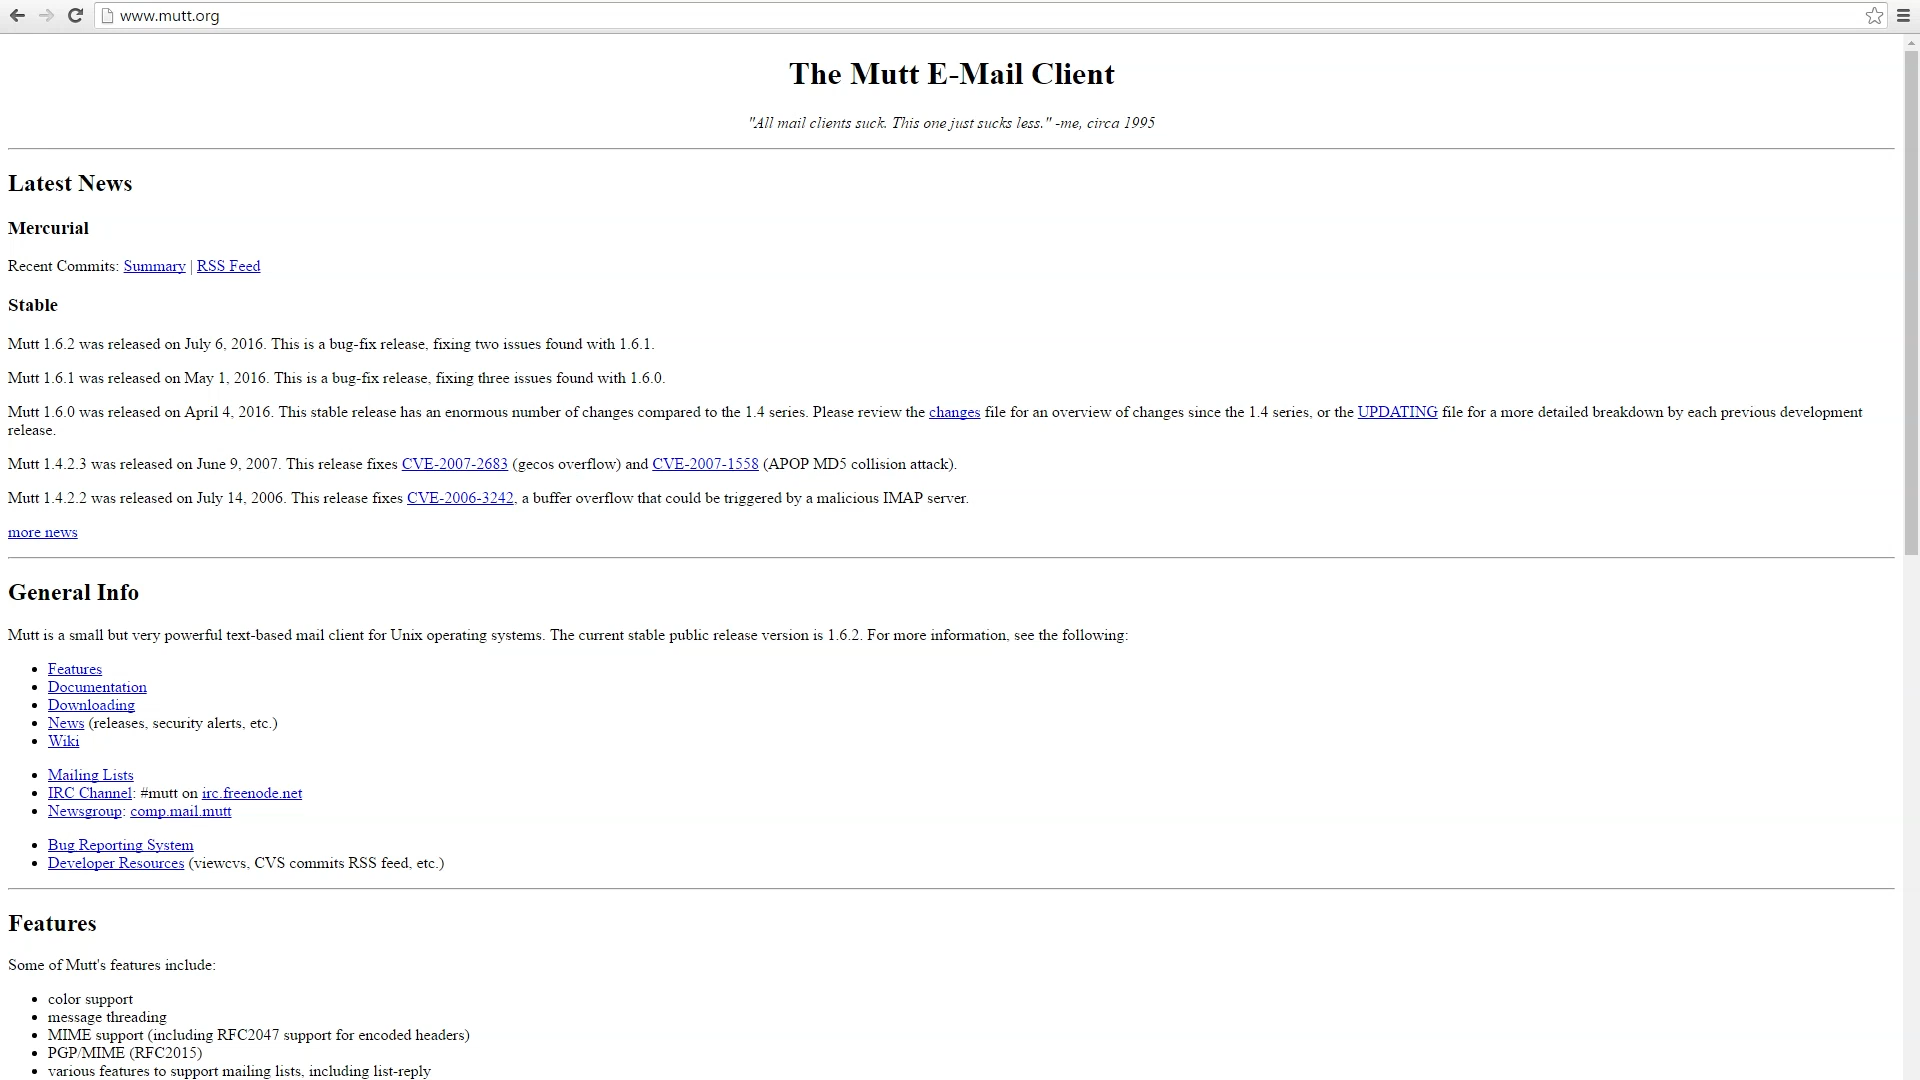 www.mutt.org
The Mutt E-Mail Client
"All mail clients suck. This one just sucks less." -me, circa 1995
Latest News
Mercurial
Recent Commits: Summary | RSS Feed
Stable
Mutt 1.6.2 was released on July 6, 2016. This is a bug-fix release, fixing two issues found with 1.6.1.
Mutt 1.6.1 was released on May 1, 2016. This is a bug-fix release, fixing three issues found with 1.6.0.
Mutt 1.6.0 was released on April 4, 2016. This stable release has an enormous number of changes compared to the 1.4 series. Please review the changes file for an overview of changes since the 1.4 series, or the UPDATING file for a more detailed breakdown by each previous development
release.
Mutt 1.4.2.3 was released on June 9, 2007. This release fixes CVE-2007-2683 (gecos overflow) and CVE-2007-1558 (APOP MD5 collision attack).
Mutt 1.4.2.2 was released on July 14, 2006. This release fixes CVE-2006-3242, a buffer overflow that could be triggered by a malicious IMAP server.
more news
General Info
Mutt is a small but very powerful text-based mail client for Unix operating systems. The current stable public release version is 1.6.2. For more information, see the following:
• Features
• Documentation
• Downloading
• News (releases, security alerts, etc.)
• Wiki
• Mailing Lists
• IRC Channel: #mutt on irc.freenode.net
• Newsgroup: comp.mail.mutt
• Bug Reporting System
• Developer Resources (viewcvs, CVS commits RSS feed, etc.)
Features
Some of Mutt's features include:
• color support
• message threading
• MIME support (including RFC2047 support for encoded headers)
• PGP/MIME (RFC2015)
• various features to support mailing lists, including list-reply